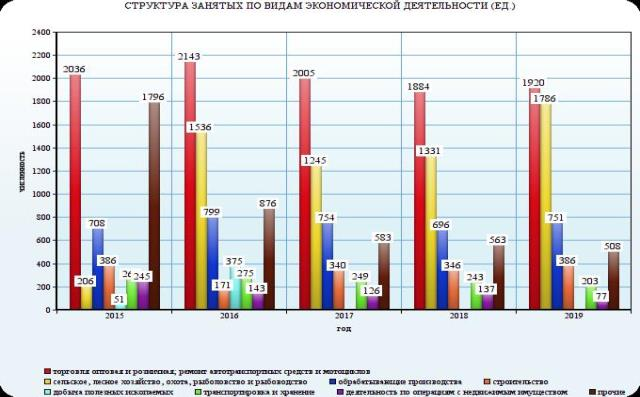 СТРУКТУРА ЗАНЯТЫХ ПО ВИДАМ ЭКОНОМИЧЕСКОЙ ДЕЯТЕЛЬНОСТИ (ЕД.)
2400
2200
2000
1800
1600
1400
1200
1000
800
600
400
200
0
численность
2036 206 708 386 51 245 1796
2143 1536 799 171 375 275 143 876
2005 1245 754 340 249 126 583
1884 1331 696 346 243 137 563
1920 1786 751 386 203 77 508
2015 2016 2017 2018 2019
год
торговля оптовая и розничная; ремонт автотранспортных средств и мотоциклов
сельское, лесное хозяйство, охота, рыболовство и рыбоводство обрабатывающие производства строительство
добыча полезных ископаемых транспортировка и хранение деятельность по операциям с недвижимым имуществом прочие